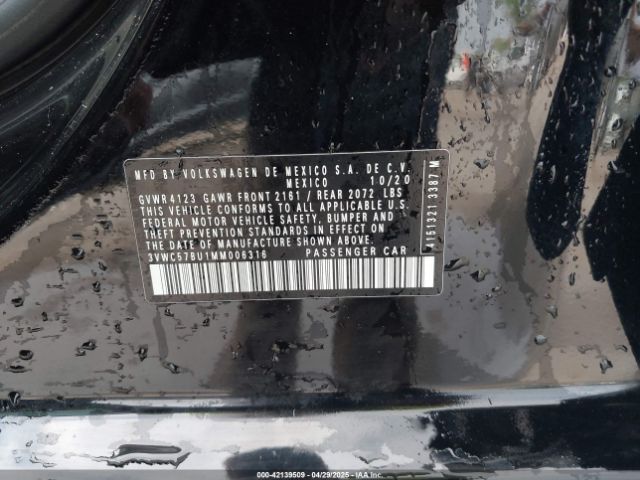 MFD BY VOLKSWAGEN DE MEXICO S.A. DE C.V.
MEXICO 10/20
GVWR 4123 GAWR FRONT 2161 / REAR 2072 LBS
THIS VEHICLE CONFORMS TO ALL APPLICABLE U.S.
FEDERAL MOTOR VEHICLE SAFETY, BUMPER AND
THEFT PREVENTION STANDARDS IN EFFECT ON
THE DATE OF MANUFACTURE SHOWN ABOVE.
3VWC57BU1MM006316 PASSENGER CAR
4151321 3387 M
000-42139509 04/29/2025 - IAA Inc.